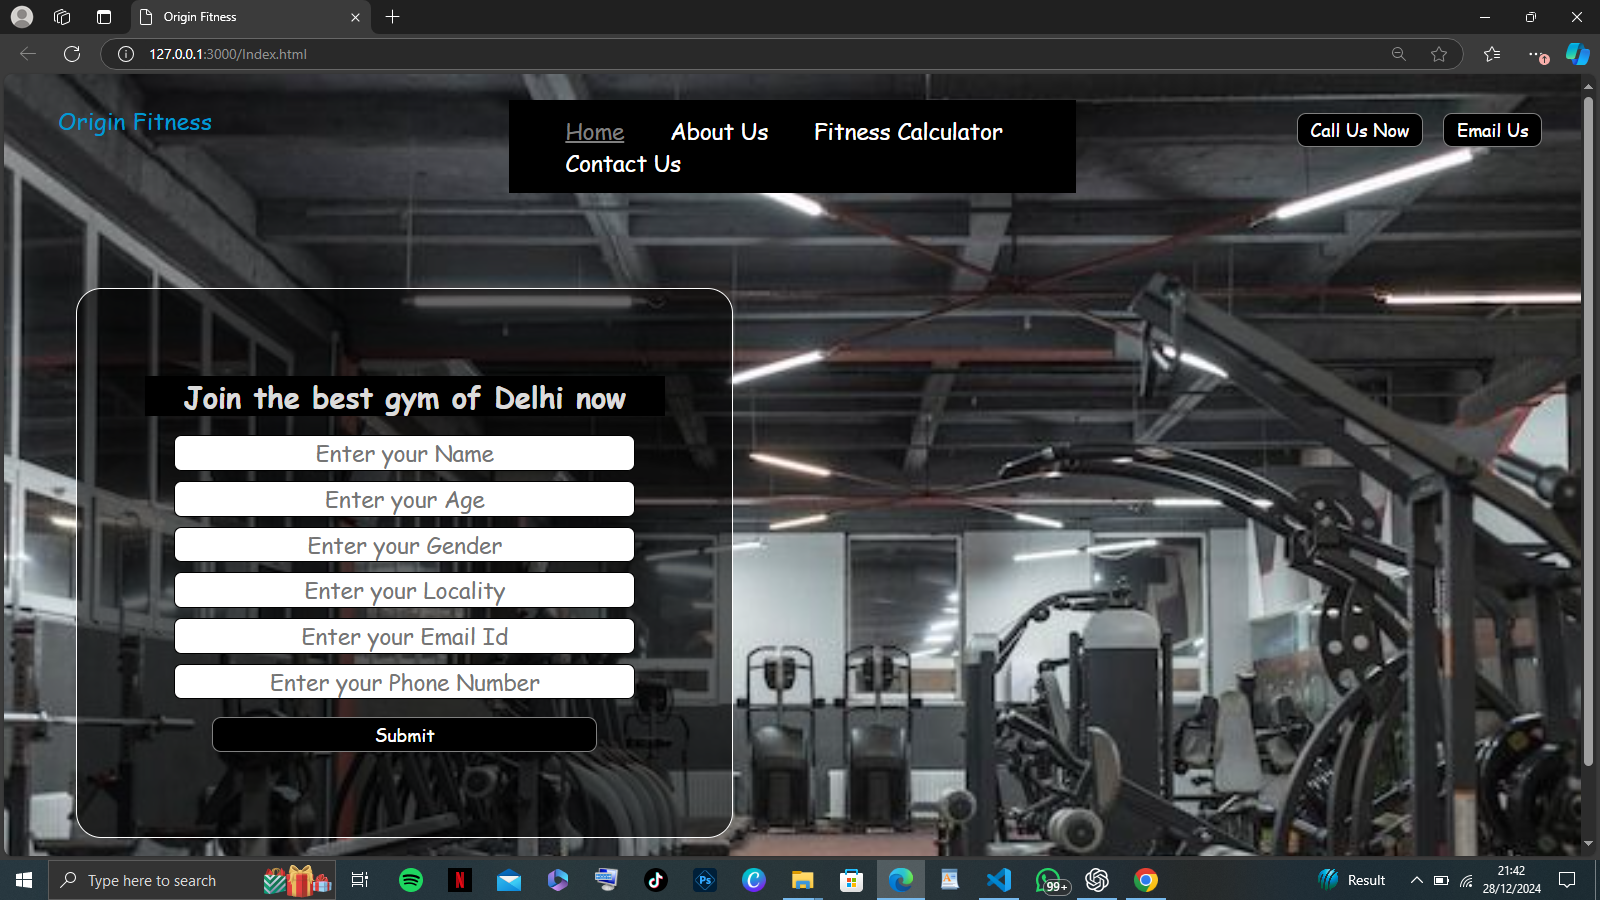 Origin Fitness
127.0.0.1:3000/Index.html
Origin Fitness
Home About Us Fitness Calculator
Contact Us
Call Us Now Email Us
Join the best gym of Delhi now
Enter your Name
Enter your Age
Enter your Gender
Enter your Locality
Enter your Email Id
Enter your Phone Number
Submit
Type here to search
N
Ps
C
99+
Result
21:42
28/12/2024